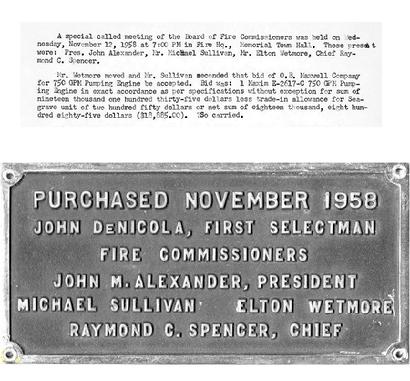 A special called meeting of the Board of Fire Commissioners was held on Wed-
nesday, November 12, 1958 at 7:00 PM in Fire Hq., Memorial Town Hall. Those present
were: Pres. John Alexander, Mr. Michael Sullivan, Mr. Elton Wetmore, Chief Ray-
mond C. Spencer.
Mr. Wetmore moved and Mr. Sullivan seconded that bid of O.B. Maxwell Company
for 750 GPM Pumping Engine be accepted. Bid was: 1 Maxim E-2617-C 750 GPM Pump-
ing Engine in exact accordance as per specifications without exception for sum of
nineteen thousand one hundred thirty-five dollars less trade-in allowance for Sea-
grave unit of two hundred fifty dollars or net sum of eighteen thousand, eight hun-
dred eighty-five dollars ($18,885.00). So carried.
PURCHASED NOVEMBER 1958
JOHN DeNICOLA, FIRST SELECTMAN
FIRE COMMISSIONERS
JOHN M. ALEXANDER, PRESIDENT
MICHAEL SULLIVAN ELTON WETMORE
RAYMOND C. SPENCER, CHIEF